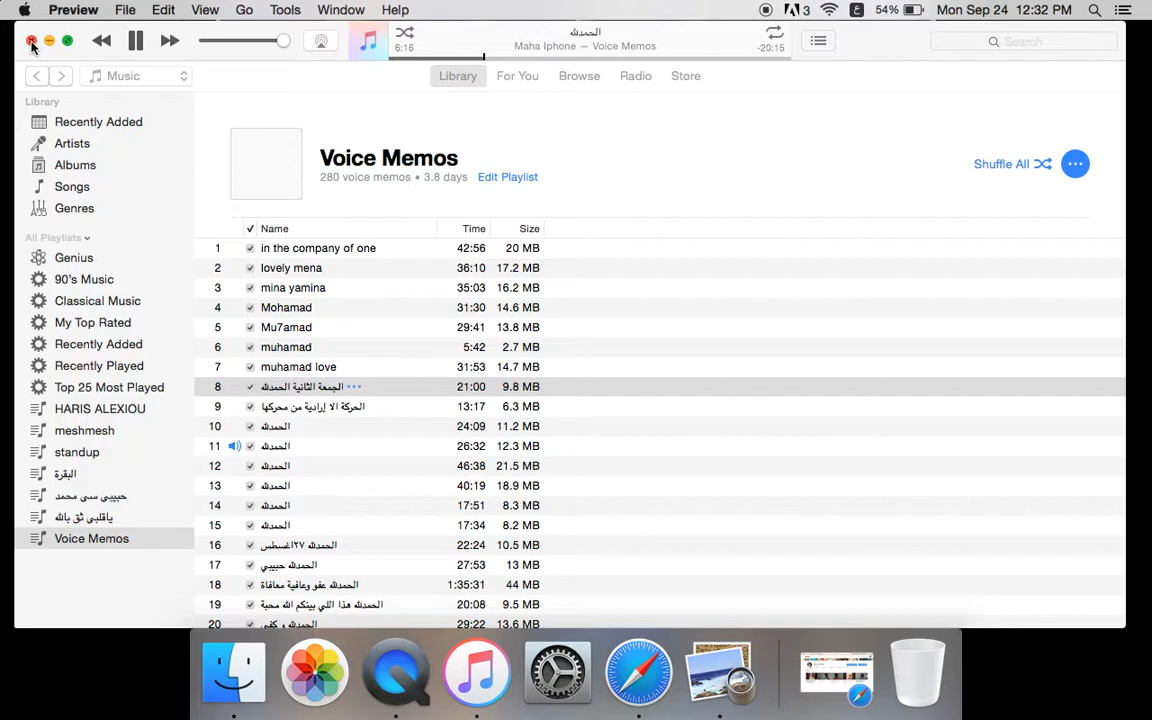 Preview File Edit View Go Tools Window Help 3 ع 54% Mon Sep 24 12:32 PM
الحمدلله
6:16 Maha Iphone — Voice Memos -20:15
Search
Music
Library For You Browse Radio Store
Library
Recently Added
Artists
Albums
Songs
Genres
All Playlists
Genius
90's Music
Classical Music
My Top Rated
Recently Added
Recently Played
Top 25 Most Played
HARIS ALEXIOU
meshmesh
standup
البقرة
حبيبي سي محمد
ياقلبي ثق بالله
Voice Memos
Voice Memos
280 voice memos • 3.8 days Edit Playlist
Shuffle All
✓ Name Time Size
1 in the company of one 42:56 20 MB
2 lovely mena 36:10 17.2 MB
3 mina yamina 35:03 16.2 MB
4 Mohamad 31:30 14.6 MB
5 Mu7amad 29:41 13.8 MB
6 muhamad 5:42 2.7 MB
7 muhamad love 31:53 14.7 MB
8 الجمعة الثانية الحمدلله 21:00 9.8 MB
9 الحركة الا إرادية من محركها 13:17 6.3 MB
10 الحمدلله 24:09 11.2 MB
11 الحمدلله 26:32 12.3 MB
12 الحمدلله 46:38 21.5 MB
13 الحمدلله 40:19 18.9 MB
14 الحمدلله 17:51 8.3 MB
15 الحمدلله 17:34 8.2 MB
16 الحمدلله ٢٧اغسطس 22:24 10.5 MB
17 الحمدلله حبيبي 27:53 13 MB
18 الحمدلله عفو وعافية معافاة 1:35:31 44 MB
19 الحمدلله هذا اللي بينكم الله محبة 20:08 9.5 MB
20 الحمدلله و كفى 29:22 13.6 MB